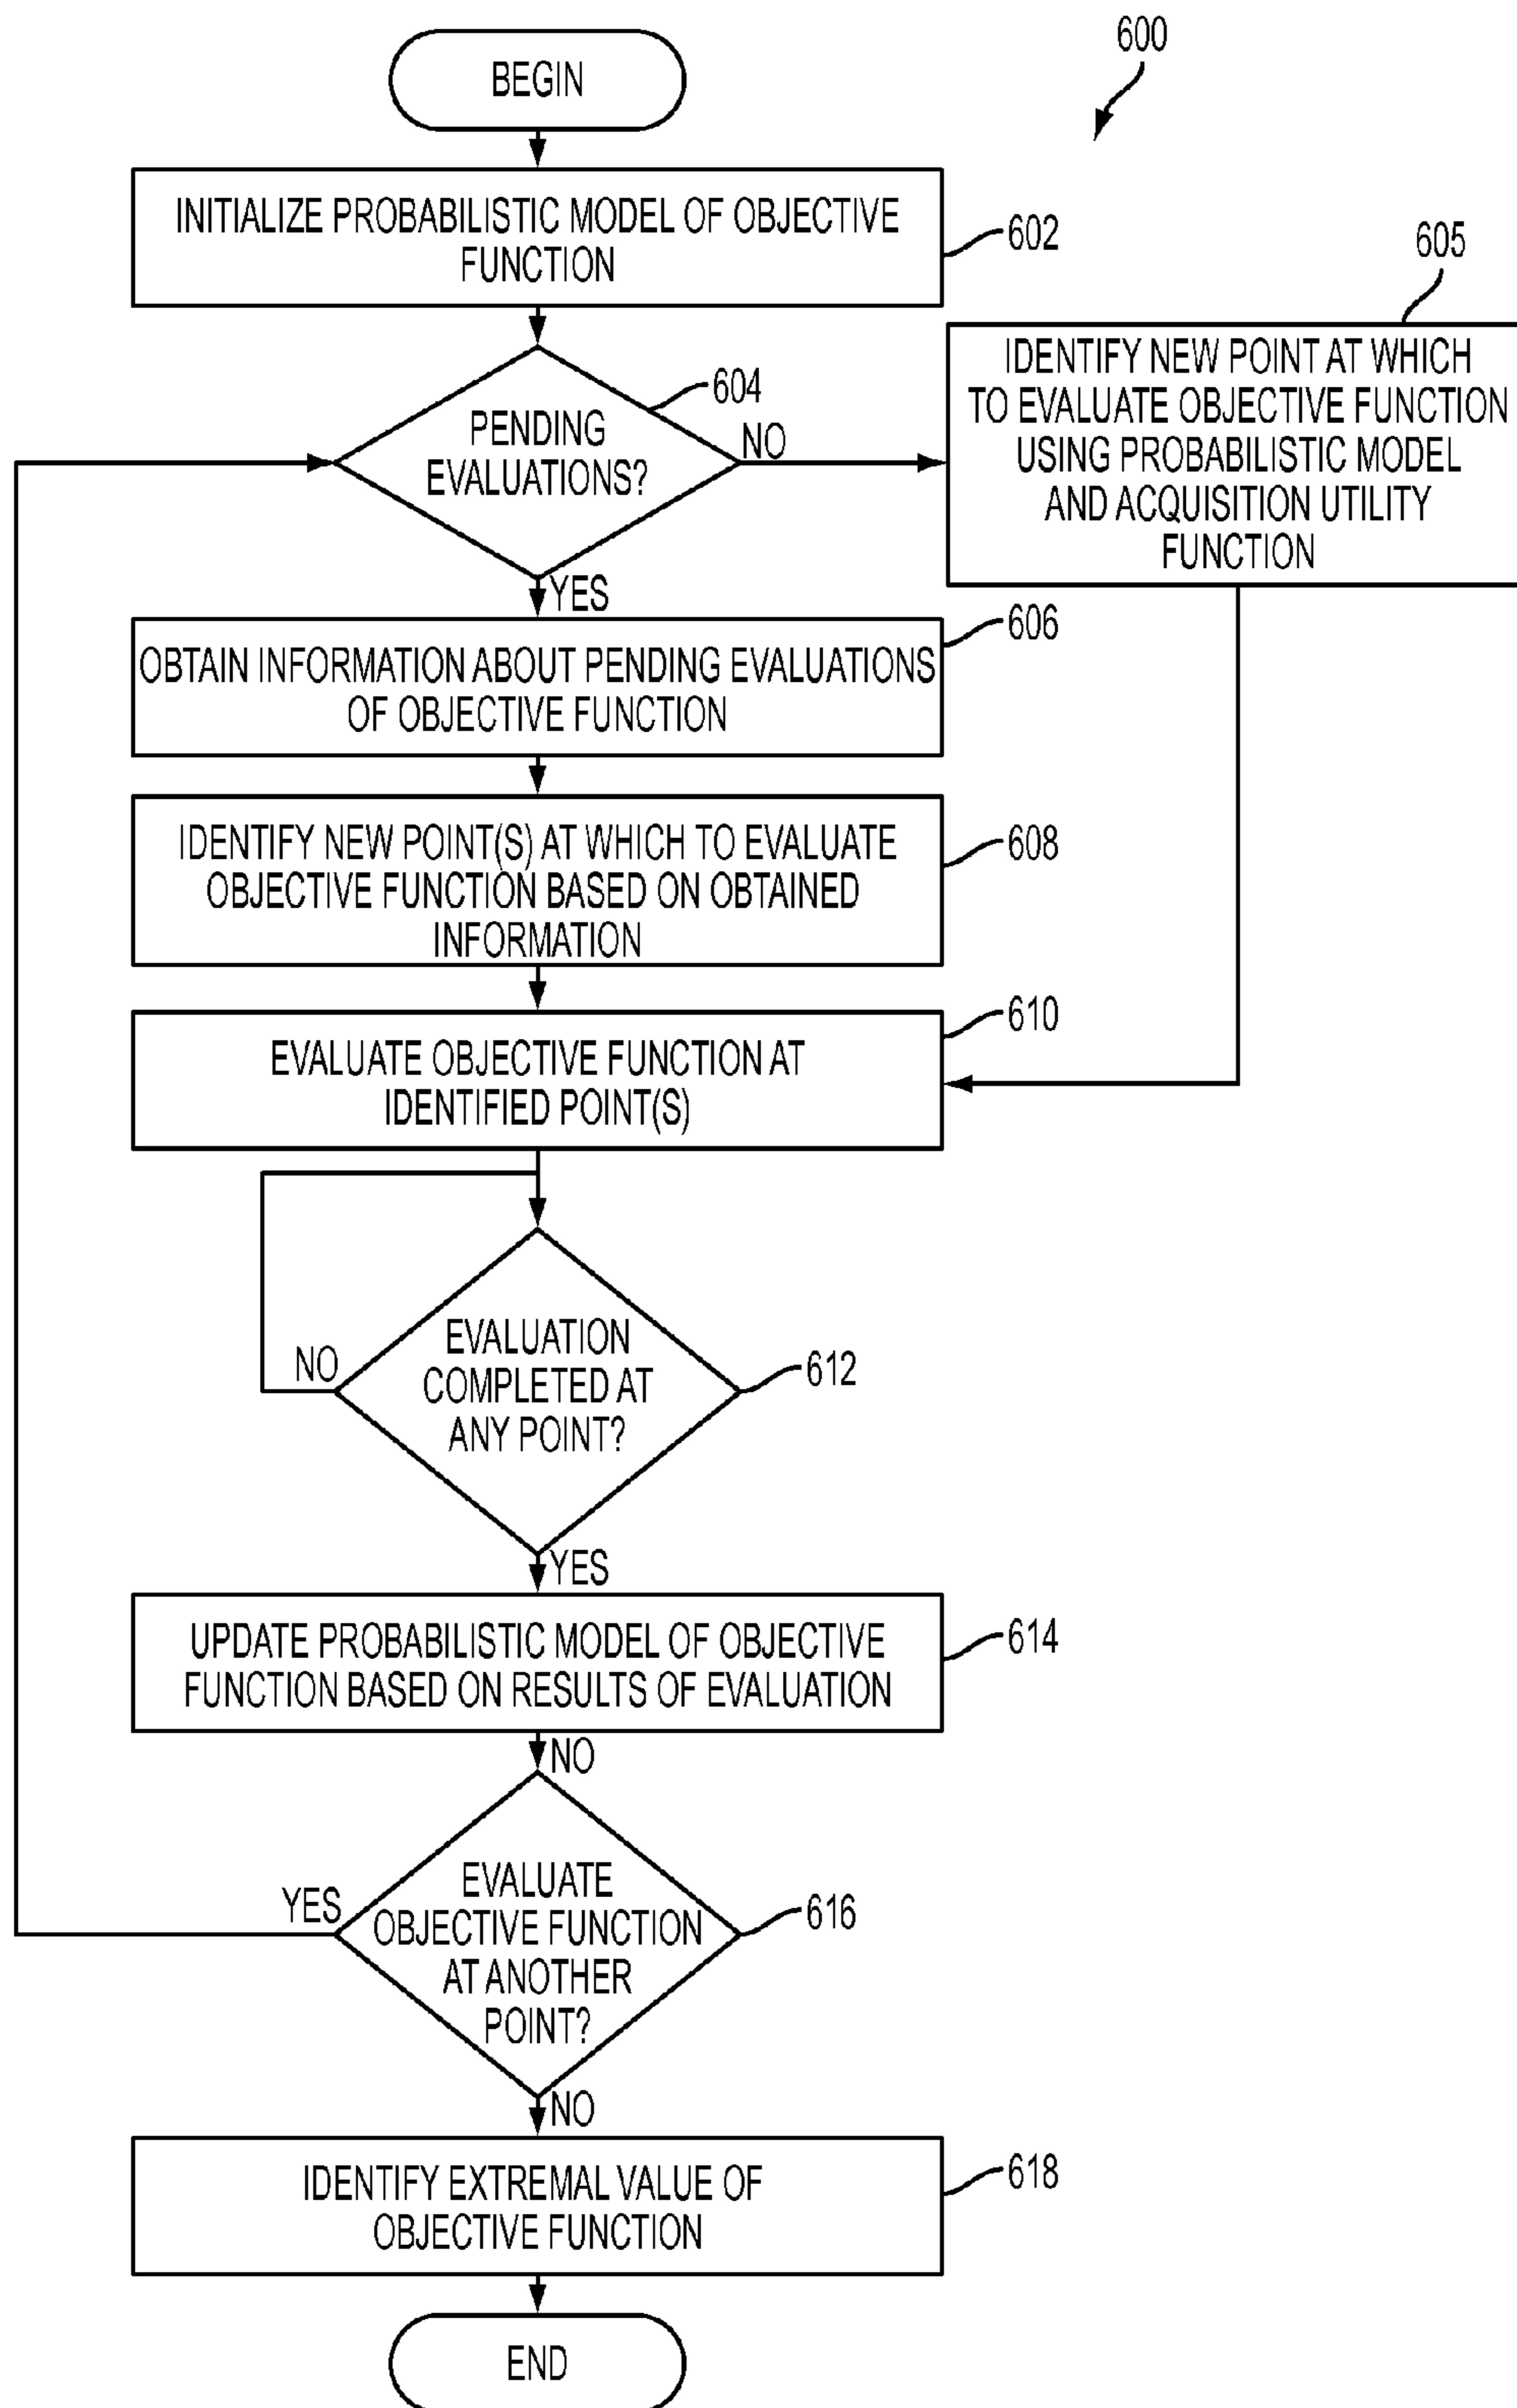 600
BEGIN
INITIALIZE PROBABILISTIC MODEL OF OBJECTIVE
FUNCTION
602
604
PENDING
EVALUATIONS?
NO
YES
605
IDENTIFY NEW POINT AT WHICH
TO EVALUATE OBJECTIVE FUNCTION
USING PROBABILISTIC MODEL
AND ACQUISITION UTILITY
FUNCTION
606
OBTAIN INFORMATION ABOUT PENDING EVALUATIONS
OF OBJECTIVE FUNCTION
IDENTIFY NEW POINT(S) AT WHICH TO EVALUATE
OBJECTIVE FUNCTION BASED ON OBTAINED
INFORMATION
608
610
EVALUATE OBJECTIVE FUNCTION AT
IDENTIFIED POINT(S)
EVALUATION
COMPLETED AT
ANY POINT?
NO
612
YES
UPDATE PROBABILISTIC MODEL OF OBJECTIVE
FUNCTION BASED ON RESULTS OF EVALUATION
614
NO
EVALUATE
OBJECTIVE FUNCTION
AT ANOTHER
POINT?
YES
616
NO
IDENTIFY EXTREMAL VALUE OF
OBJECTIVE FUNCTION
618
END